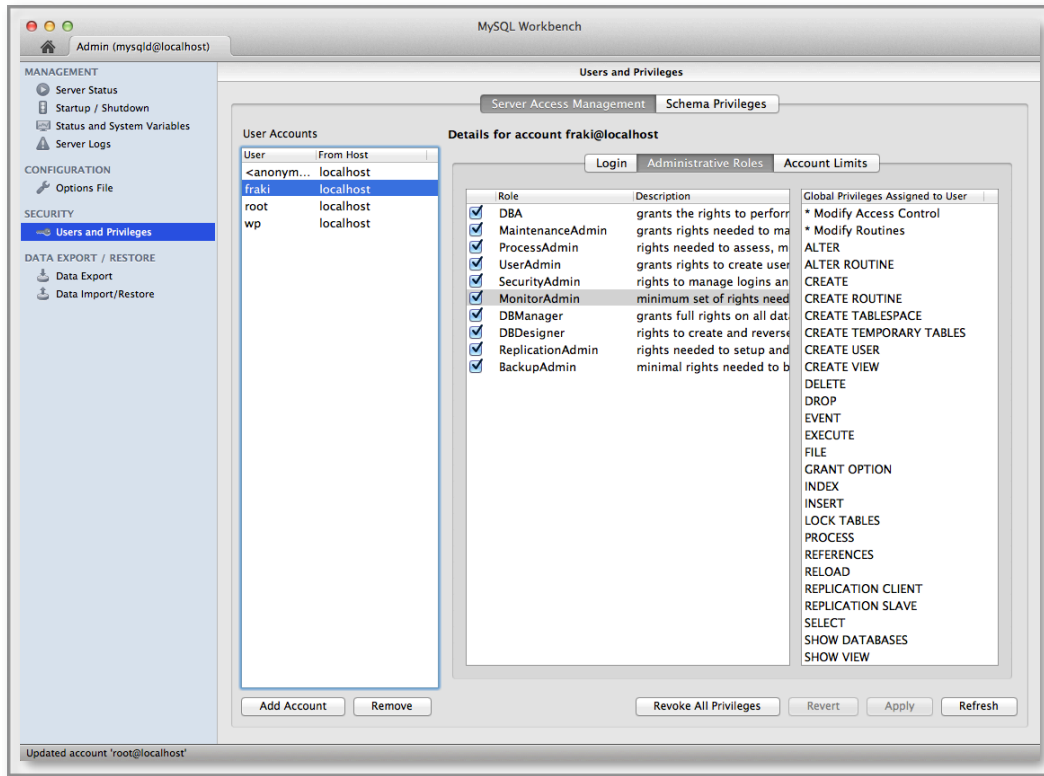 MySQL Workbench
Admin (mysqld@localhost)
MANAGEMENT
Server Status
Startup / Shutdown
Status and System Variables
Server Logs
CONFIGURATION
Options File
SECURITY
Users and Privileges
DATA EXPORT / RESTORE
Data Export
Data Import/Restore
Users and Privileges
Server Access Management Schema Privileges
User Accounts
User From Host
<anonym... localhost
fraki localhost
root localhost
wp localhost
Add Account Remove
Details for account fraki@localhost
Login Administrative Roles Account Limits
Role Description
DBA grants the rights to perforr
MaintenanceAdmin grants rights needed to ma
ProcessAdmin rights needed to assess, m
UserAdmin grants rights to create user
SecurityAdmin rights to manage logins an
MonitorAdmin minimum set of rights need
DBManager grants full rights on all dat
DBDesigner rights to create and reverse
ReplicationAdmin rights needed to setup and
BackupAdmin minimal rights needed to b
Global Privileges Assigned to User
* Modify Access Control
* Modify Routines
ALTER
ALTER ROUTINE
CREATE
CREATE ROUTINE
CREATE TABLESPACE
CREATE TEMPORARY TABLES
CREATE USER
CREATE VIEW
DELETE
DROP
EVENT
EXECUTE
FILE
GRANT OPTION
INDEX
INSERT
LOCK TABLES
PROCESS
REFERENCES
RELOAD
REPLICATION CLIENT
REPLICATION SLAVE
SELECT
SHOW DATABASES
SHOW VIEW
Revoke All Privileges Revert Apply Refresh
Updated account 'root@localhost'